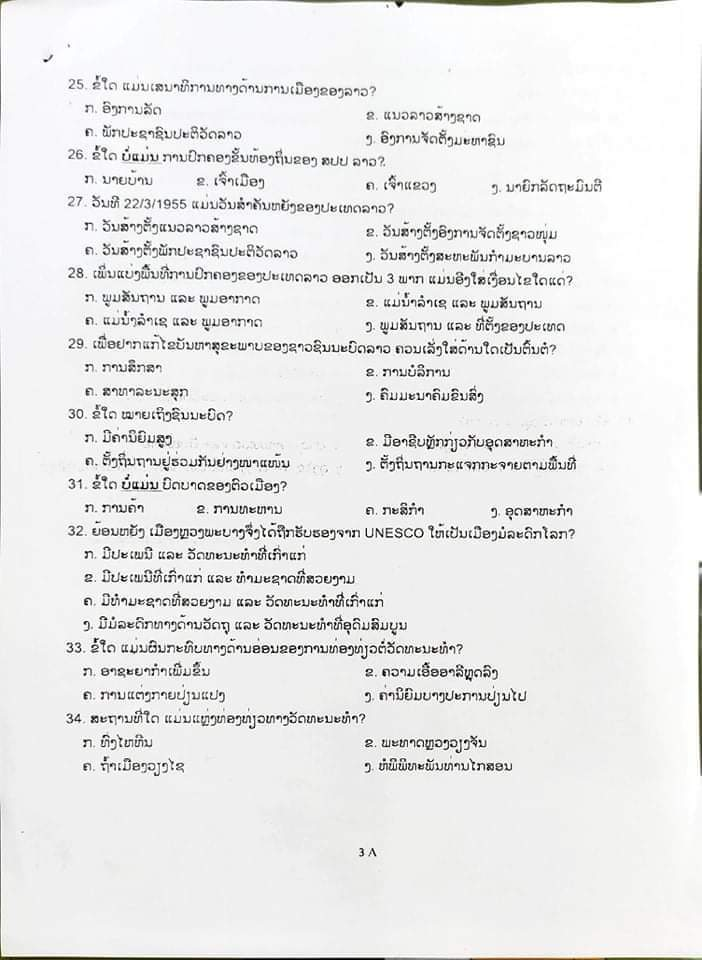 25. ຂໍ້ໃດ ແມ່ນເສນາທິການທາງດ້ານການເມືອງຂອງລາວ?
ກ. ອົງການລັດ ຂ. ແນວລາວສ້າງຊາດ
ຄ. ພັກປະຊາຊົນປະຕິວັດລາວ ງ. ອົງການຈັດຕັ້ງມະຫາຊົນ
26. ຂໍ້ໃດ ບໍ່ແມ່ນ ການປົກຄອງຂັ້ນທ້ອງຖິ່ນຂອງ ສປປ ລາວ?
ກ. ນາຍບ້ານ ຂ. ເຈົ້າເມືອງ ຄ. ເຈົ້າແຂວງ ງ. ນາຍົກລັດຖະມົນຕີ
27. ວັນທີ 22/3/1955 ແມ່ນວັນສຳຄັນຫຍັງຂອງປະເທດລາວ?
ກ. ວັນສ້າງຕັ້ງແນວລາວສ້າງຊາດ ຂ. ວັນສ້າງຕັ້ງອົງການຈັດຕັ້ງຊາວໜຸ່ມ
ຄ. ວັນສ້າງຕັ້ງພັກປະຊາຊົນປະຕິວັດລາວ ງ. ວັນສ້າງຕັ້ງສະຫະພັນກຳມະບານລາວ
28. ເພິ່ນແບ່ງພື້ນທີ່ການປົກຄອງຂອງປະເທດລາວ ອອກເປັນ 3 ພາກ ແມ່ນອີງໃສ່ເງື່ອນໄຂໃດແດ່?
ກ. ພູມສັນຖານ ແລະ ພູມອາກາດ ຂ. ແມ່ນ້ຳລຳເຊ ແລະ ພູມສັນຖານ
ຄ. ແມ່ນ້ຳລຳເຊ ແລະ ພູມອາກາດ ງ. ພູມສັນຖານ ແລະ ທີ່ຕັ້ງຂອງປະເທດ
29. ເພື່ອຢາກແກ້ໄຂບັນຫາສຸຂະພາບຂອງຊາວຊົນນະບົດລາວ ຄວນເລັ່ງໃສ່ດ້ານໃດເປັນຕົ້ນຕໍ?
ກ. ການສຶກສາ ຂ. ການບໍລິການ
ຄ. ສາທາລະນະສຸກ ງ. ຄົມມະນາຄົມຂົນສົ່ງ
30. ຂໍ້ໃດ ໝາຍເຖິງຊົນນະບົດ?
ກ. ມີຄ່ານິຍົມສູງ ຂ. ມີອາຊີບຫຼັກກ່ຽວກັບອຸດສາຫະກຳ
ຄ. ຕັ້ງຖິ່ນຖານຢູ່ຮ່ວມກັນຢ່າງໜາແໜ້ນ ງ. ຕັ້ງຖິ່ນຖານກະແຈກກະຈາຍຕາມພື້ນທີ່
31. ຂໍ້ໃດ ບໍ່ແມ່ນ ບົດບາດຂອງຕົວເມືອງ?
ກ. ການຄ້າ ຂ. ການທະຫານ ຄ. ກະສິກຳ ງ. ອຸດສາຫະກຳ
32. ຍ້ອນຫຍັງ ເມືອງຫຼວງພະບາງຈຶ່ງໄດ້ຖືກຮັບຮອງຈາກ UNESCO ໃຫ້ເປັນເມືອງມໍລະດົກໂລກ?
ກ. ມີປະເພນີ ແລະ ວັດທະນະທຳທີ່ເກົ່າແກ່
ຂ. ມີປະເພນີທີ່ເກົ່າແກ່ ແລະ ທຳມະຊາດທີ່ສວຍງາມ
ຄ. ມີທຳມະຊາດທີ່ສວຍງາມ ແລະ ວັດທະນະທຳທີ່ເກົ່າແກ່
ງ. ມີມໍລະດົກທາງດ້ານວັດຖຸ ແລະ ວັດທະນະທຳທີ່ອຸດົມສົມບູນ
33. ຂໍ້ໃດ ແມ່ນຜົນກະທົບທາງດ້ານອ່ອນຂອງການທ່ອງທ່ຽວຕໍ່ວັດທະນະທຳ?
ກ. ອາຊະຍາກຳເພີ່ມຂຶ້ນ ຂ. ຄວາມເອື້ອອາລີຫຼຸດລົງ
ຄ. ການແຕ່ງກາຍປ່ຽນແປງ ງ. ຄ່ານິຍົມບາງປະການປ່ຽນໄປ
34. ສະຖານທີ່ໃດ ແມ່ນແຫຼ່ງທ່ອງທ່ຽວທາງວັດທະນະທຳ?
ກ. ທົ່ງໄຫຫີນ ຂ. ພະທາດຫຼວງວຽງຈັນ
ຄ. ຖ້ຳເມືອງວຽງໄຊ ງ. ຫໍພິພິທະພັນທ່ານໄກສອນ
3 A